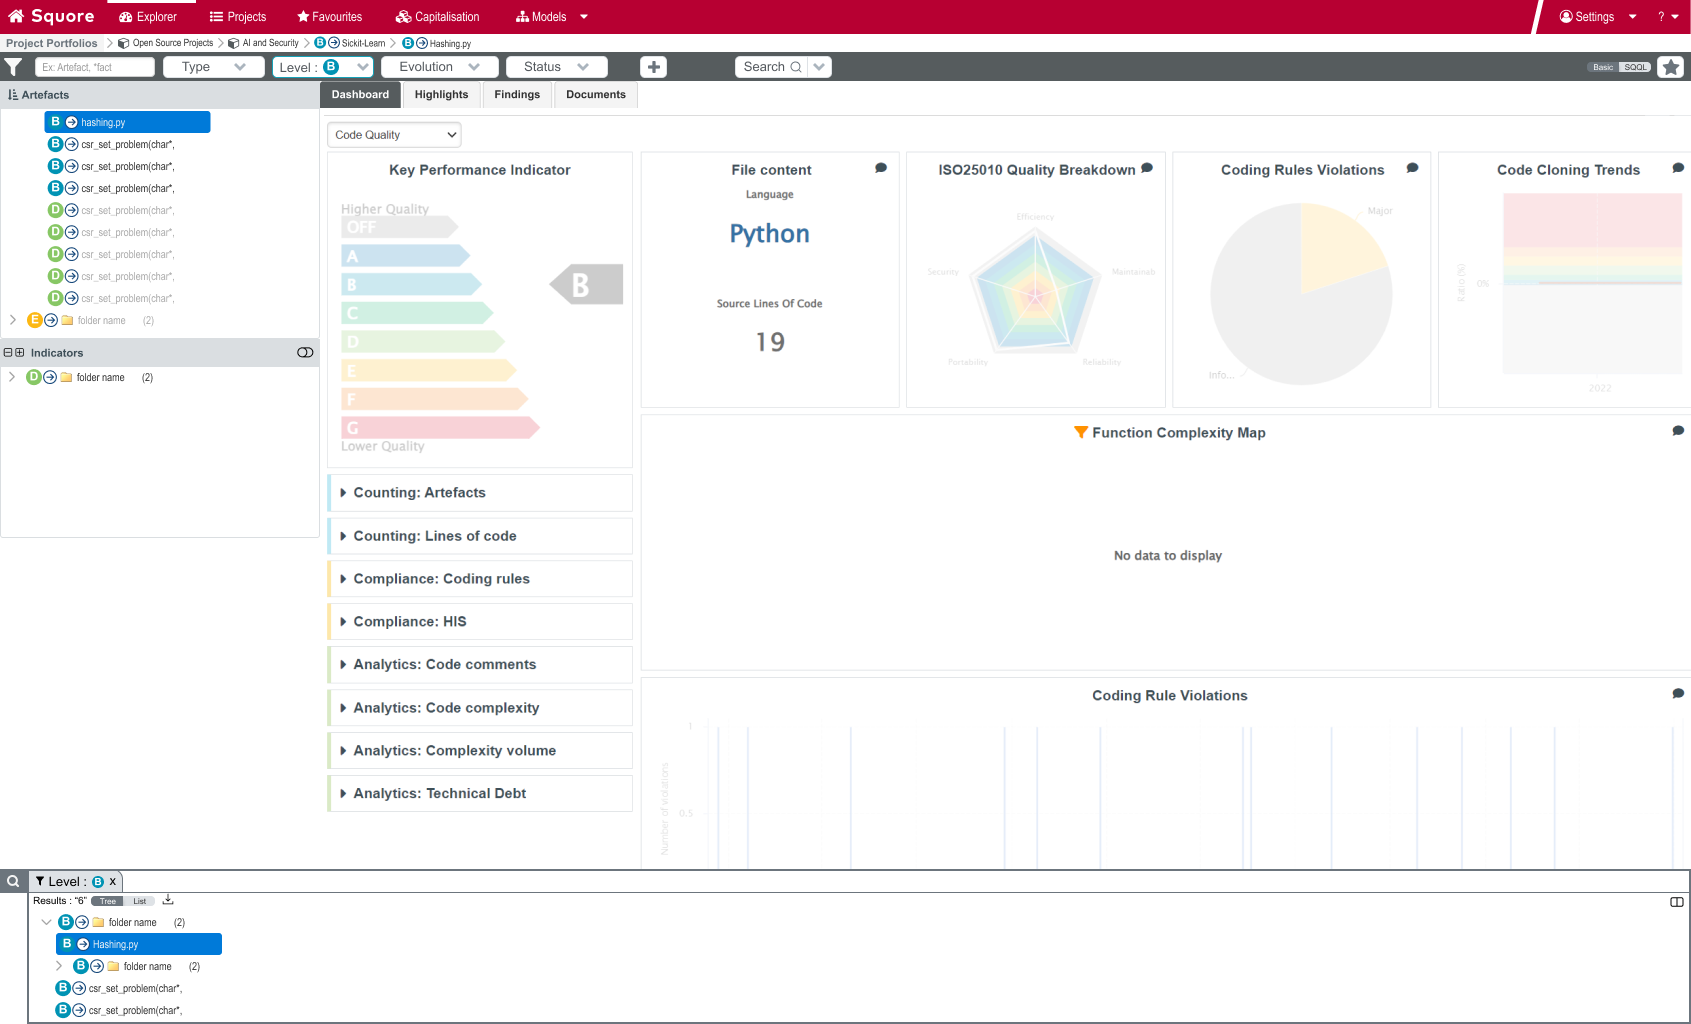 Squore
Explorer
Projects
Favourites
Capitalisation
Models
Settings
?
Project Portfolios
Open Source Projects
AI and Security
B
Sickit-Learn
B
Hashing.py
Ex: Artefact, *fact
Type
Level : B
Evolution
Status
+
Search
Basic SQQL
Artefacts
B hashing.py
B csr_set_problem(char*,
B csr_set_problem(char*,
B csr_set_problem(char*,
D csr_set_problem(char*,
D csr_set_problem(char*,
D csr_set_problem(char*,
D csr_set_problem(char*,
D csr_set_problem(char*,
E folder name (2)
Indicators
D folder name (2)
Dashboard
Highlights
Findings
Documents
Code Quality
Key Performance Indicator
Higher Quality
OFF
A
B
B
C
D
E
F
G
Lower Quality
File content
Language
Python
Source Lines Of Code
19
ISO25010 Quality Breakdown
Efficiency
Security
Maintainab
Portability
Reliability
Coding Rules Violations
Major
Info...
Code Cloning Trends
Ratio (%)
0%
2022
Function Complexity Map
No data to display
Counting: Artefacts
Counting: Lines of code
Compliance: Coding rules
Compliance: HIS
Analytics: Code comments
Analytics: Code complexity
Analytics: Complexity volume
Analytics: Technical Debt
Coding Rule Violations
Number of violations
1
0.5
Level : B X
Results : "6" Tree List
B folder name (2)
B Hashing.py
B folder name (2)
B csr_set_problem(char*,
B csr_set_problem(char*,